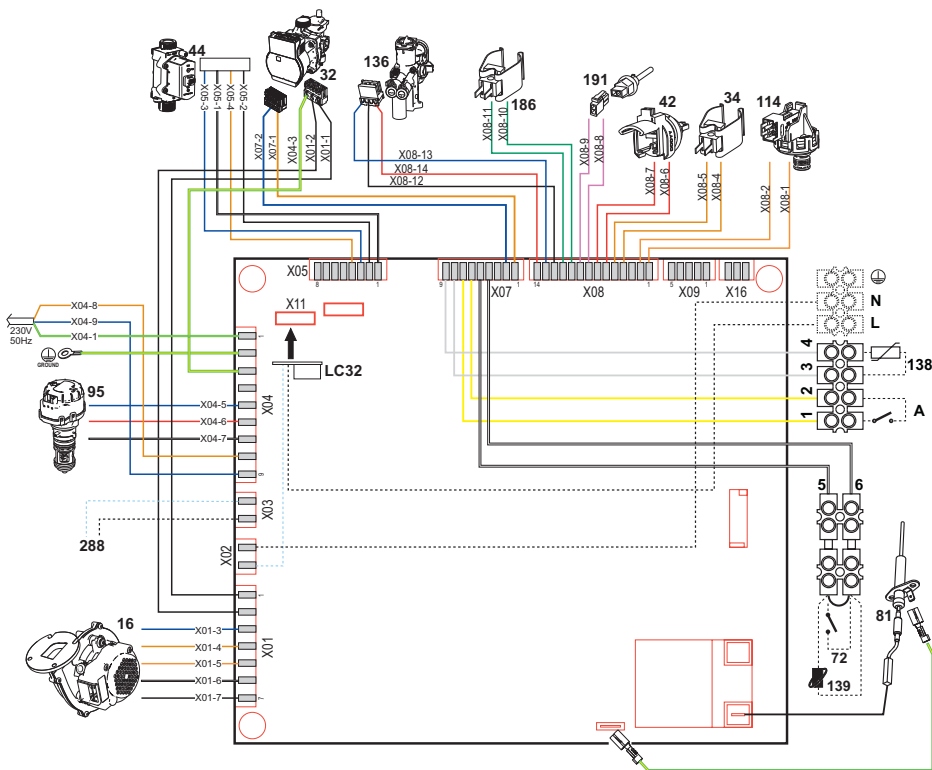 44
32
136
186
191
42
34
114
X05-3
X05-1
X05-4
X05-2
X07-2
X07-1
X04-3
X01-2
X01-1
X08-13
X08-14
X08-12
X08-11
X08-10
X08-9
X08-8
X08-7
X08-6
X08-5
X08-4
X08-2
X08-1
X05
8
1
9
X07
1
14
X08
1
5
X09
1
X16
X11
LC32
X04-8
X04-9
X04-1
230V
50Hz
GROUND
95
X04-5
X04-6
X04-7
1
X04
9
X03
288
X02
1
X01
7
16
X01-3
X01-4
X01-5
X01-6
X01-7
N
L
4
3
2
1
138
A
5
6
72
139
81